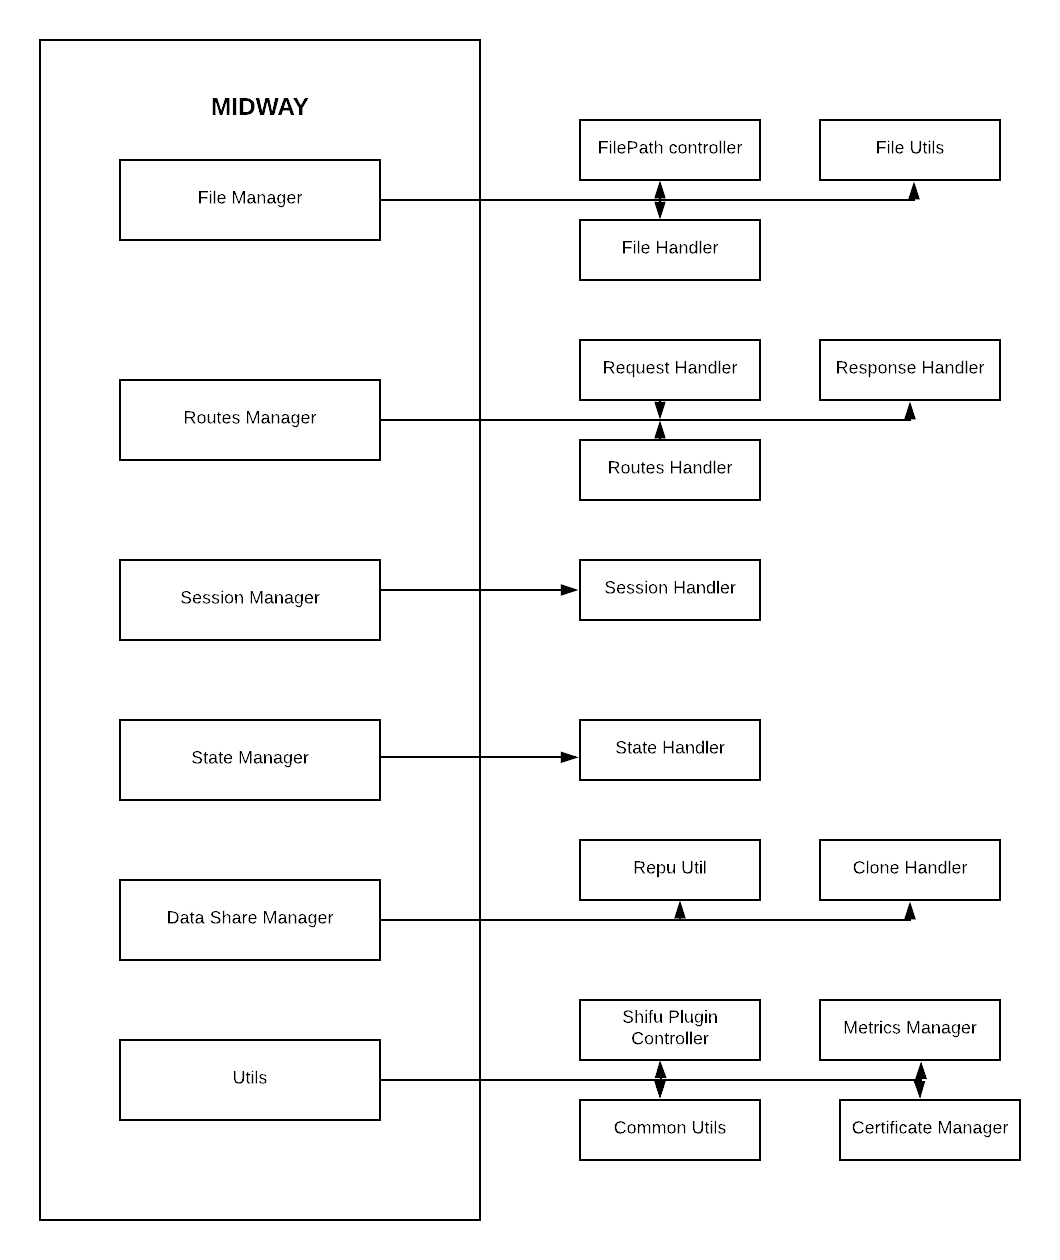 MIDWAY
File Manager
FilePath controller
File Utils
File Handler
Routes Manager
Request Handler
Response Handler
Routes Handler
Session Manager
Session Handler
State Manager
State Handler
Data Share Manager
Repu Util
Clone Handler
Utils
Shifu Plugin
Controller
Metrics Manager
Common Utils
Certificate Manager